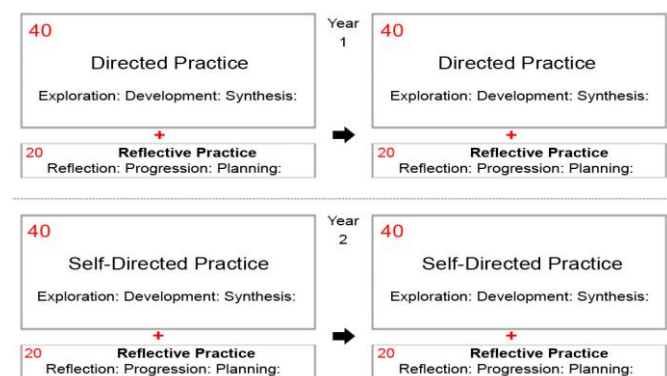 Year
1
40
Directed Practice
Exploration: Development: Synthesis:
+
20 Reflective Practice
Reflection: Progression: Planning:
40
Directed Practice
Exploration: Development: Synthesis:
+
20 Reflective Practice
Reflection: Progression: Planning:
Year
2
40
Self-Directed Practice
Exploration: Development: Synthesis:
+
20 Reflective Practice
Reflection: Progression: Planning:
40
Self-Directed Practice
Exploration: Development: Synthesis:
+
20 Reflective Practice
Reflection: Progression: Planning: